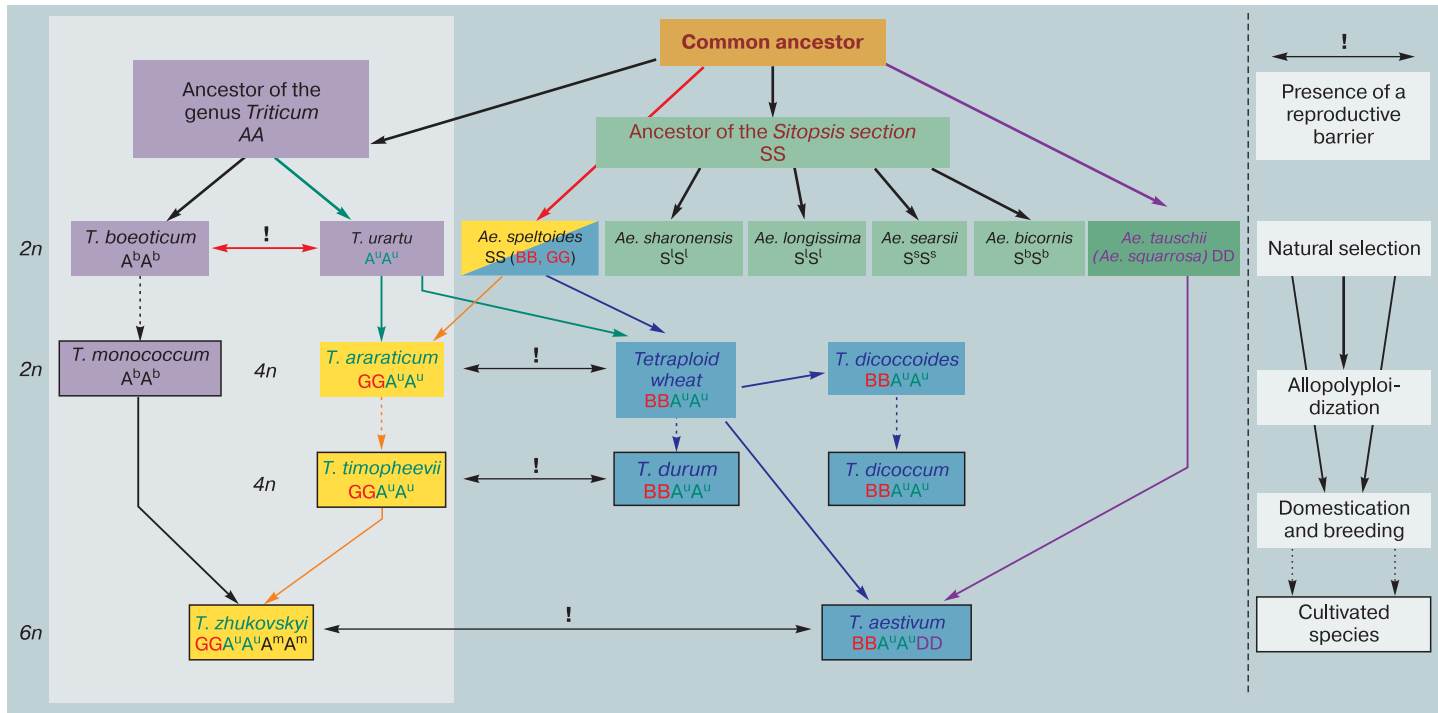 Common ancestor
!
Ancestor of the
genus Triticum
AA
Presence of a
reproductive
barrier
Ancestor of the Sitopsis section
SS
2n
T. boeoticum
AᵇAᵇ
!
T. urartu
AᵘAᵘ
Ae. speltoides
SS (BB, GG)
Ae. sharonensis
SˡSˡ
Ae. longissima
SˡSˡ
Ae. searsii
SˢSˢ
Ae. bicornis
SᵇSᵇ
Ae. tauschii
(Ae. squarrosa) DD
Natural selection
2n
T. monococcum
AᵇAᵇ
4n
T. araraticum
GGAᵘAᵘ
!
Tetraploid
wheat
BBAᵘAᵘ
T. dicoccoides
BBAᵘAᵘ
Allopolyploi-
dization
4n
T. timopheevii
GGAᵘAᵘ
!
T. durum
BBAᵘAᵘ
T. dicoccum
BBAᵘAᵘ
Domestication
and breeding
6n
T. zhukovskyi
GGAᵘAᵘAᵐAᵐ
!
T. aestivum
BBAᵘAᵘDD
Cultivated
species